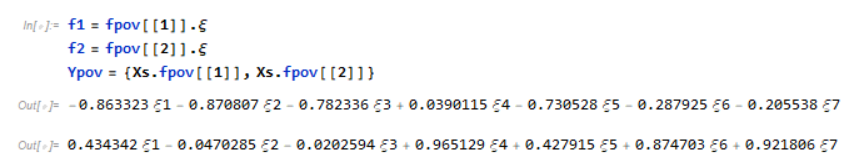 In[◦]:= f1 = fpov[[1]].ξ
f2 = fpov[[2]].ξ
Ypov = {Xs.fpov[[1]], Xs.fpov[[2]]}
Out[◦]= -0.863323 ξ1 - 0.870807 ξ2 - 0.782336 ξ3 + 0.0390115 ξ4 - 0.730528 ξ5 - 0.287925 ξ6 - 0.205538 ξ7
Out[◦]= 0.434342 ξ1 - 0.0470285 ξ2 - 0.0202594 ξ3 + 0.965129 ξ4 + 0.427915 ξ5 + 0.874703 ξ6 + 0.921806 ξ7